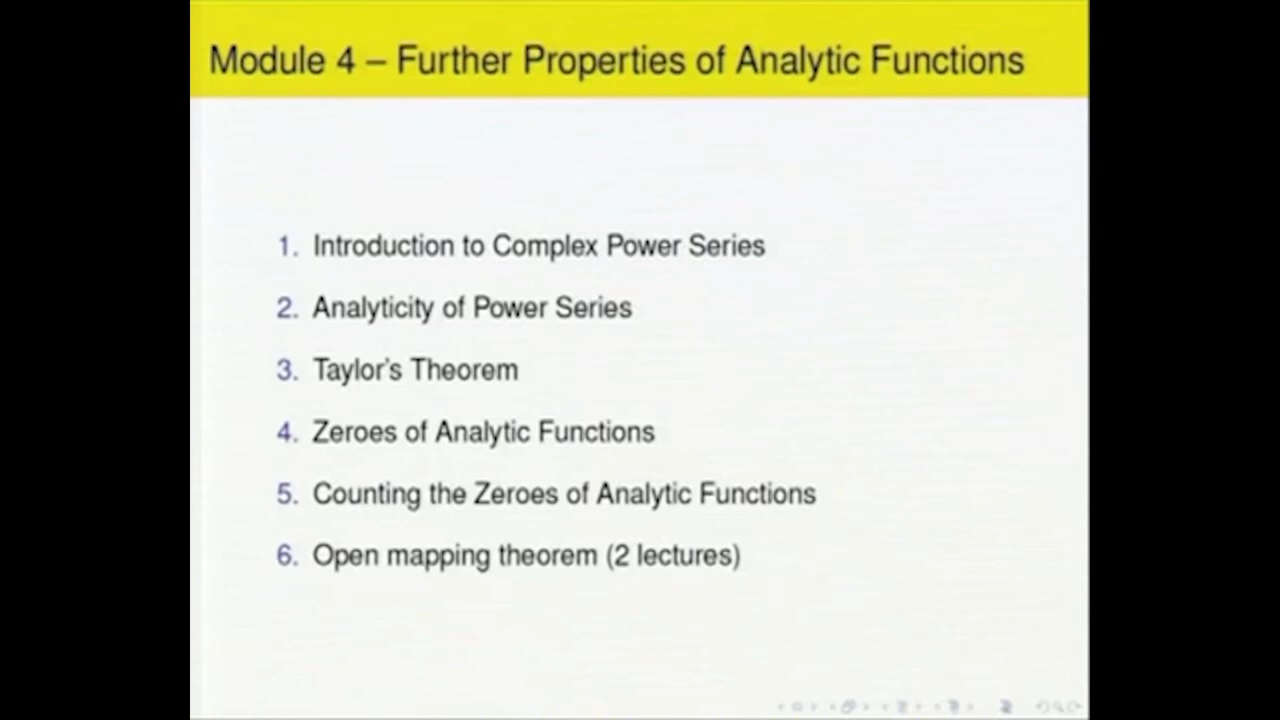 Module 4 – Further Properties of Analytic Functions
1. Introduction to Complex Power Series
2. Analyticity of Power Series
3. Taylor's Theorem
4. Zeroes of Analytic Functions
5. Counting the Zeroes of Analytic Functions
6. Open mapping theorem (2 lectures)